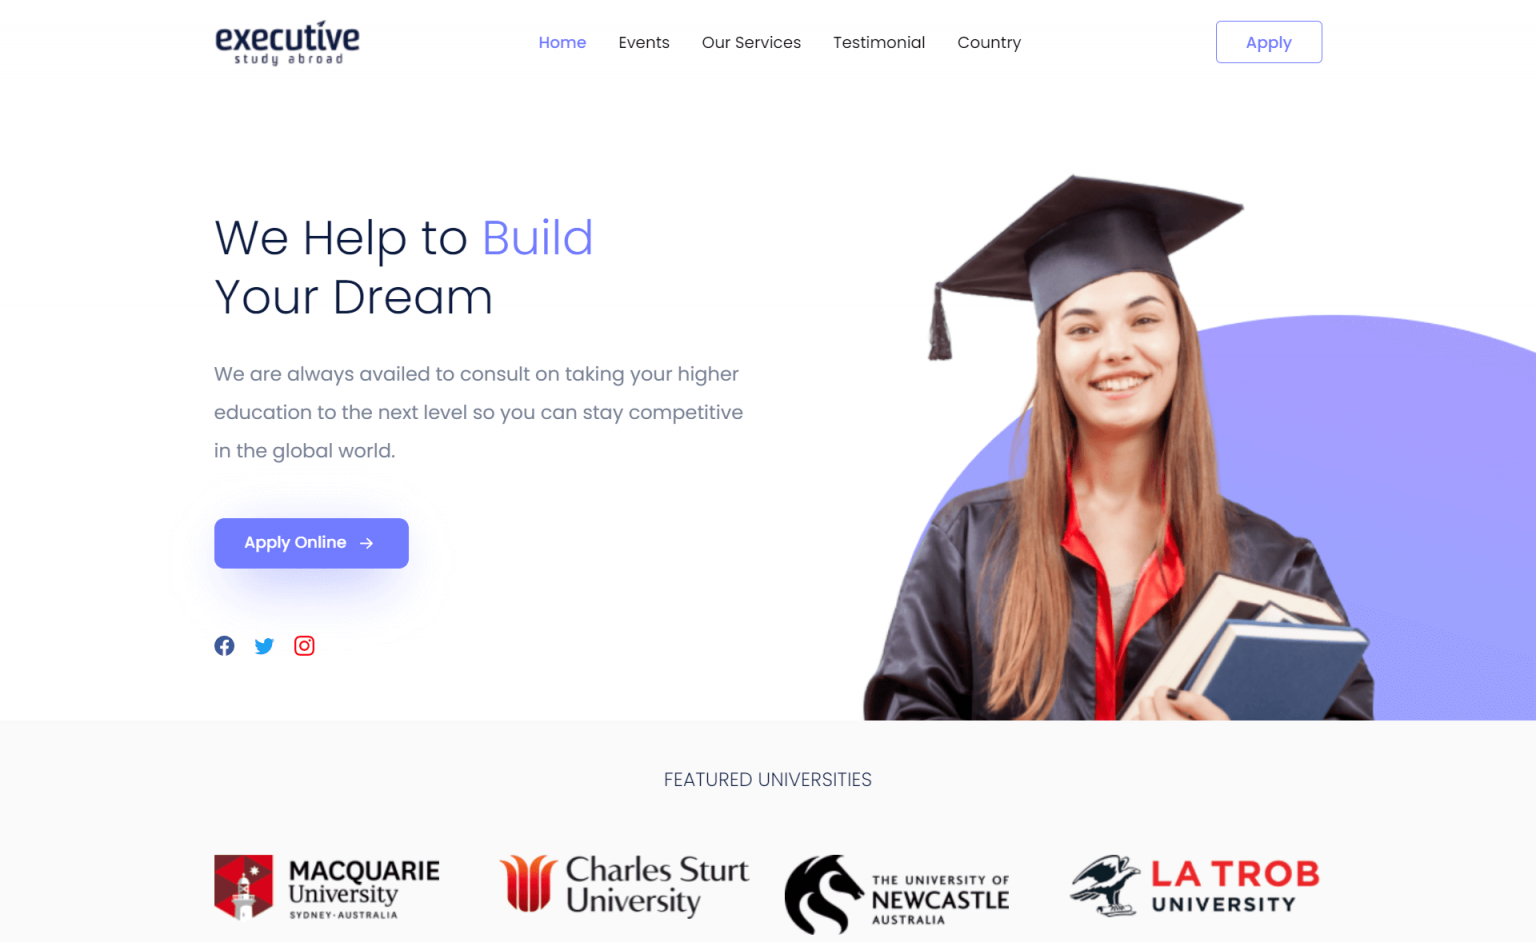 executive
study abroad
Home Events Our Services Testimonial Country
Apply
We Help to Build
Your Dream
We are always availed to consult on taking your higher
education to the next level so you can stay competitive
in the global world.
Apply Online →
FEATURED UNIVERSITIES
MACQUARIE
University
SYDNEY·AUSTRALIA
Charles Sturt
University
THE UNIVERSITY OF
NEWCASTLE
AUSTRALIA
LA TROB
UNIVERSITY